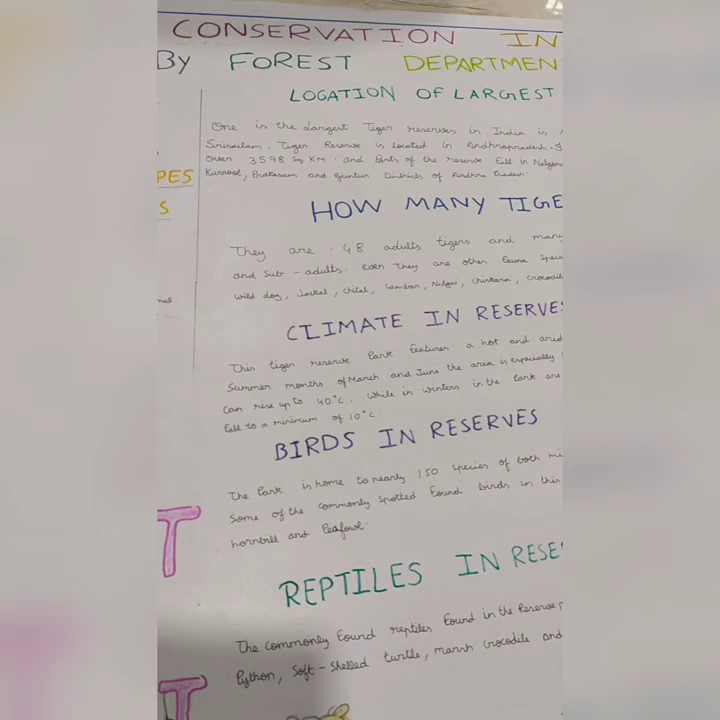 CONSERVATION IN
By FOREST DEPARTMEN
LOCATION OF LARGEST
One is the Largest Tiger reserves in India is
Srisailam. Tiger Reserve is located in Andhrapradesh.
Over 3598 Sq KM. and Parts of the reserve Fall in Nalgon
Kurnool, Prakasam and Guntur Districts of Andhra Pradesh.
PES
S
HOW MANY TIGE
They are 48 adults tigers and many
and Sub-adults. even They are other Fauna Speci
wild dog, Jackal, Chital, Sambar, Nilgai, Chinkara, Crocodil
nal
CLIMATE IN RESERVE
This tiger reserve Park Features a hot and arid
Summer months of March and June the area is especially
can rise up to 40°C. While in winters in the Park are
Fall to a minimum of 10°C.
BIRDS IN RESERVES
The Park is home to nearly 150 species of both mi
Some of the commonly spotted Found birds in this
hornbill and Peafowl.
T
REPTILES IN RESE
The commonly Found reptiles Found in the Reserve
Python, Soft-Shelled turtle, marsh Crocodile and
T